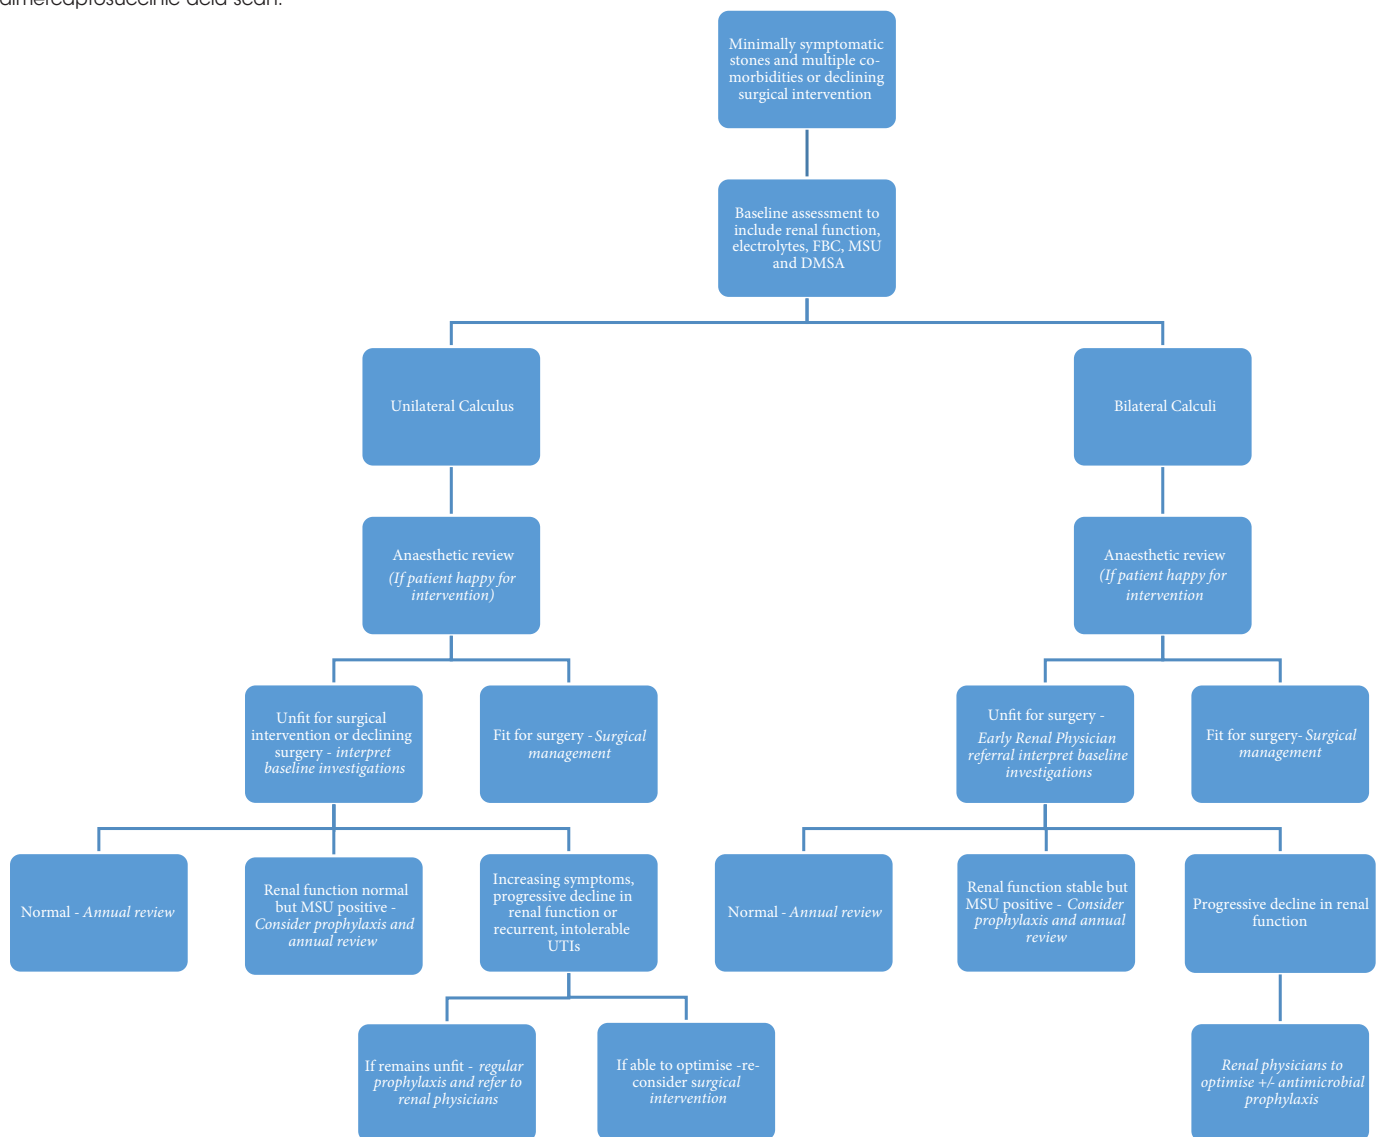 dimercaptosuccinic acid scan.
Minimally symptomatic
stones and multiple co-
morbidities or declining
surgical intervention
Baseline assessment to
include renal function,
electrolytes, FBC, MSU
and DMSA
Unilateral Calculus
Bilateral Calculi
Anaesthetic review
(If patient happy for
intervention)
Anaesthetic review
(If patient happy for
intervention
Unfit for surgical
intervention or declining
surgery - interpret
baseline investigations
Fit for surgery - Surgical
management
Unfit for surgery -
Early Renal Physician
referral interpret baseline
investigations
Fit for surgery- Surgical
management
Normal - Annual review
Renal function normal
but MSU positive -
Consider prophylaxis and
annual review
Increasing symptoms,
progressive decline in
renal function or
recurrent, intolerable
UTIs
Normal - Annual review
Renal function stable but
MSU positive - Consider
prophylaxis and annual
review
Progressive decline in renal
function
If remains unfit - regular
prophylaxis and refer to
renal physicians
If able to optimise -re-
consider surgical
intervention
Renal physicians to
optimise +/- antimicrobial
prophylaxis